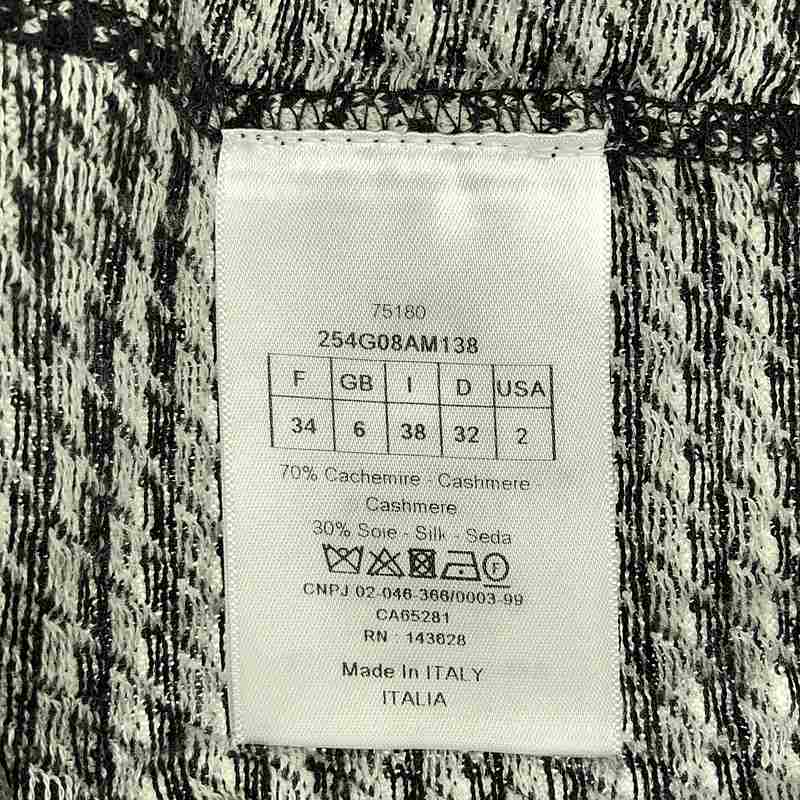 75180
254G08AM138
F GB I D USA
34 6 38 32 2
70% Cachemire - Cashmere -
Cashmere
30% Soie - Silk - Seda
F
CNPJ 02-046-366/0003-99
CA65281
RN : 143628
Made In ITALY
ITALIA